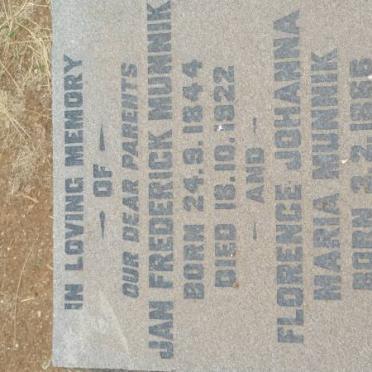 IN LOVING MEMORY
OF
OUR DEAR PARENTS
JAN FREDERICK MUNNIK
BORN 24.9.1844
DIED 18.10.1922
AND
FLORENCE JOHANNA
MARIA MUNNIK
BORN 3.2.1855